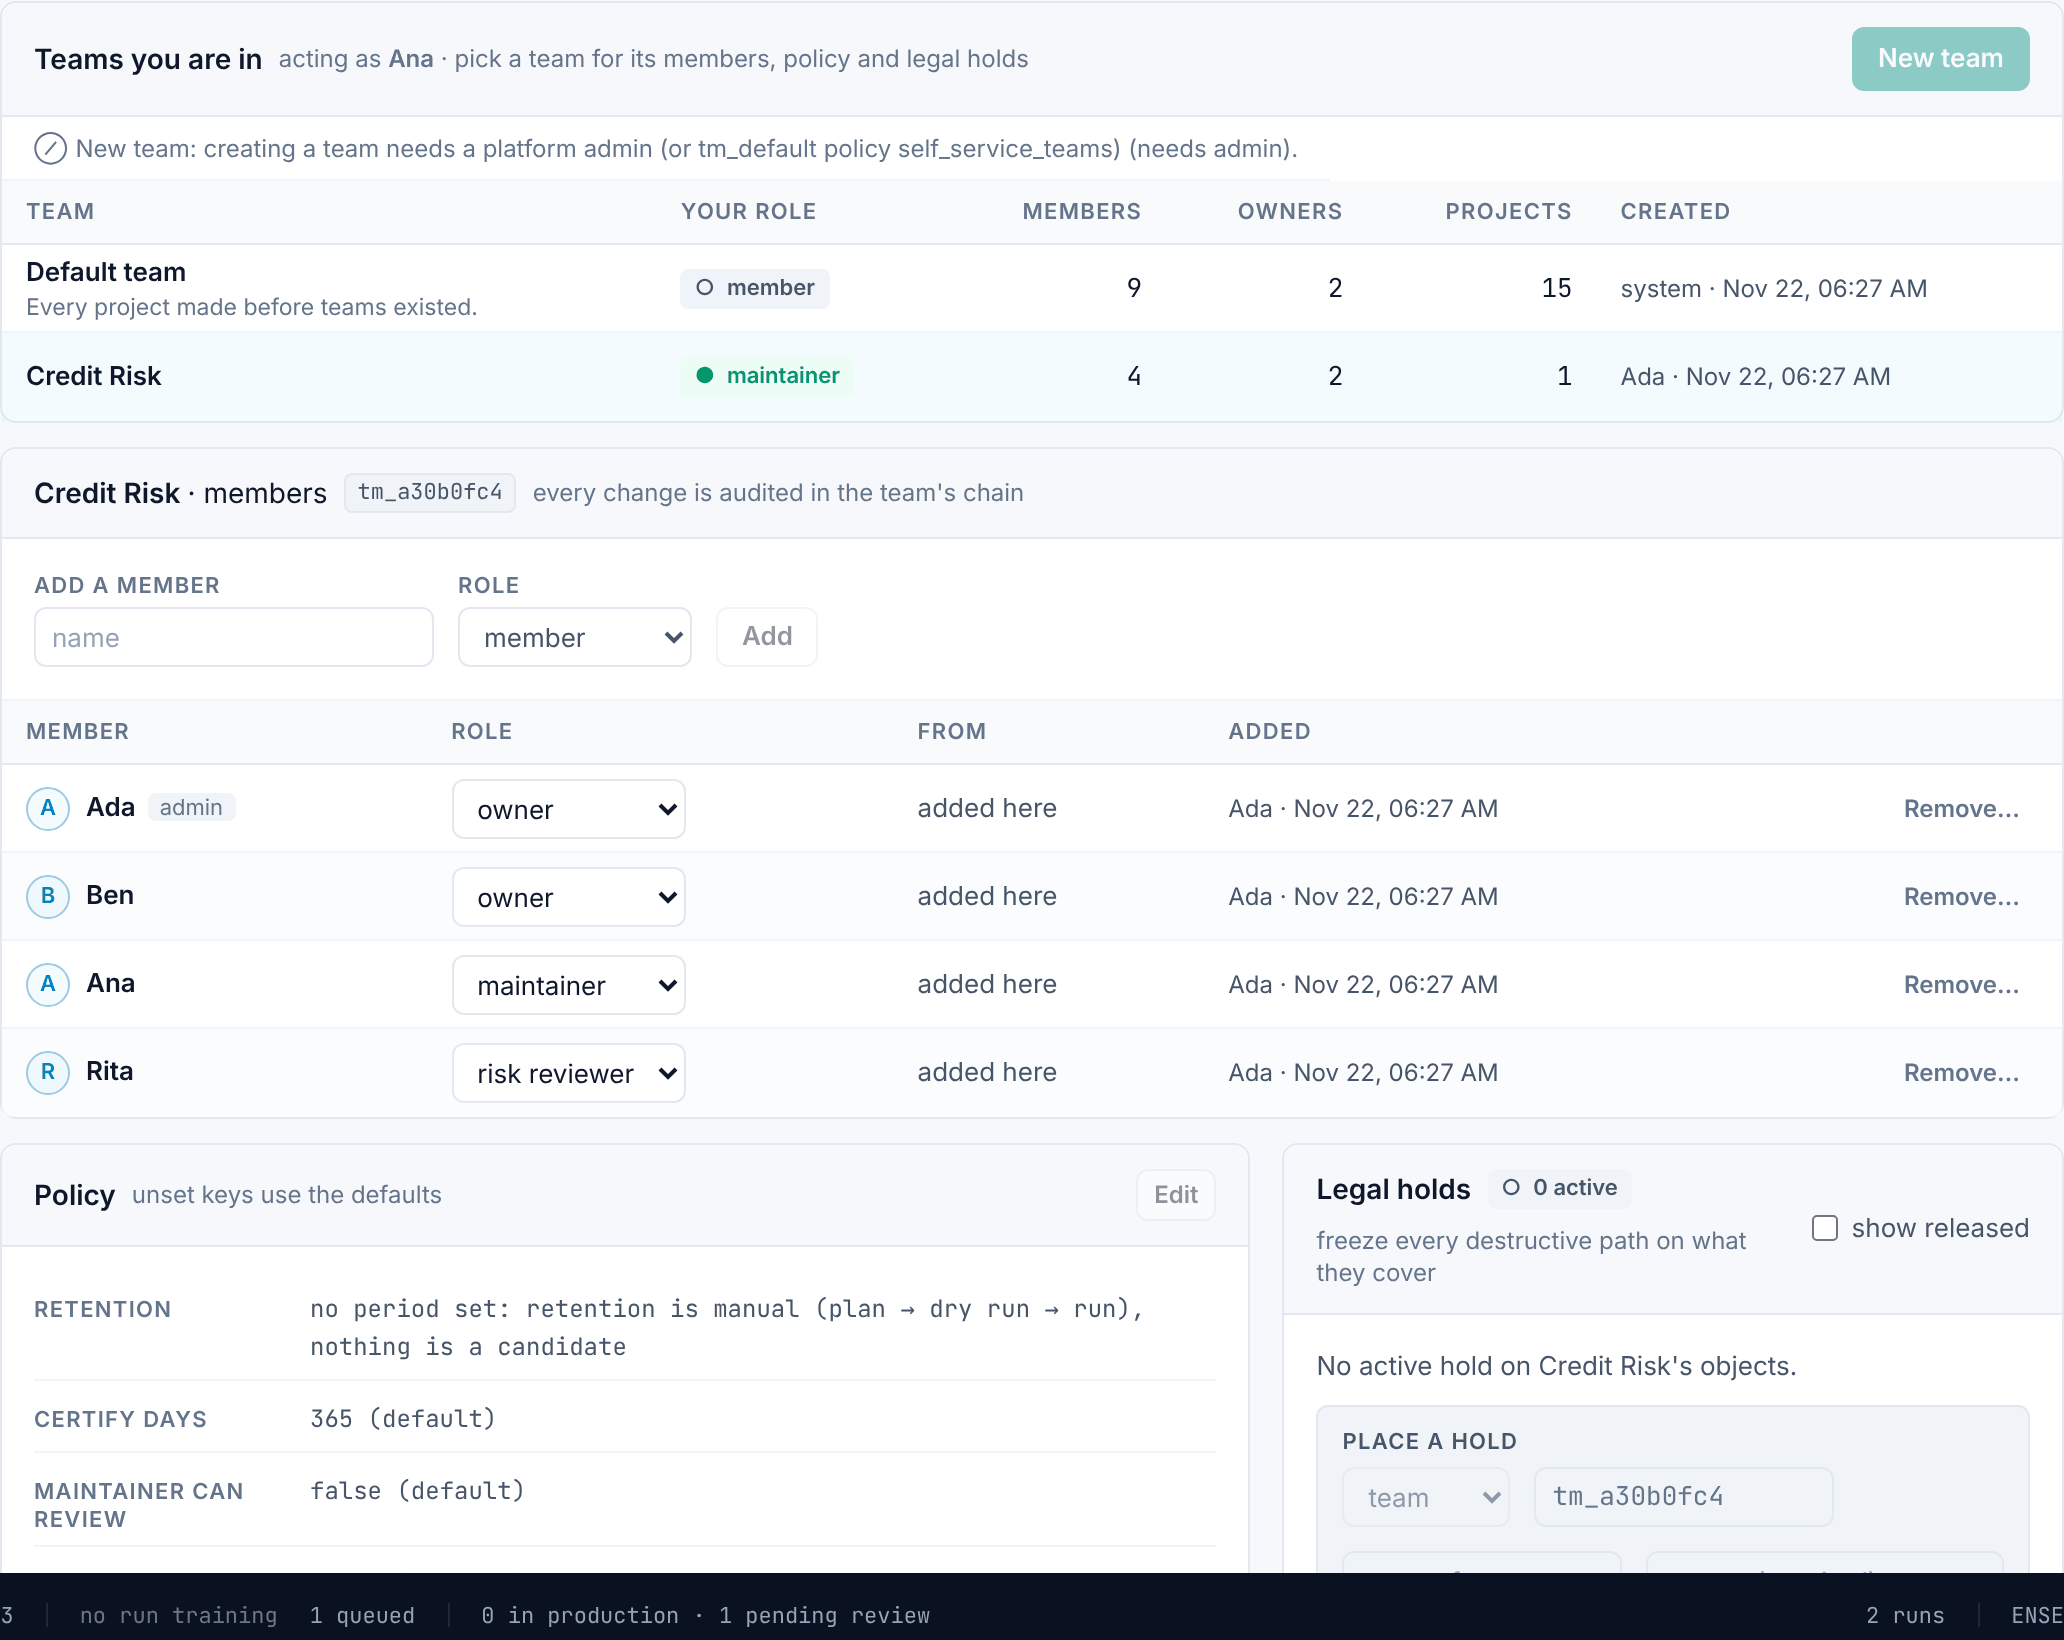 Teams you are in acting as Ana · pick a team for its members, policy and legal holds New team
New team: creating a team needs a platform admin (or tm_default policy self_service_teams) (needs admin).
TEAM YOUR ROLE MEMBERS OWNERS PROJECTS CREATED
Default team
Every project made before teams existed.
member 9 2 15 system · Nov 22, 06:27 AM
Credit Risk maintainer 4 2 1 Ada · Nov 22, 06:27 AM
Credit Risk · members tm_a30b0fc4 every change is audited in the team's chain
ADD A MEMBER ROLE
name member Add
MEMBER ROLE FROM ADDED
A Ada admin owner added here Ada · Nov 22, 06:27 AM Remove...
B Ben owner added here Ada · Nov 22, 06:27 AM Remove...
A Ana maintainer added here Ada · Nov 22, 06:27 AM Remove...
R Rita risk reviewer added here Ada · Nov 22, 06:27 AM Remove...
Policy unset keys use the defaults Edit
RETENTION no period set: retention is manual (plan → dry run → run),
nothing is a candidate
CERTIFY DAYS 365 (default)
MAINTAINER CAN
REVIEW
false (default)
Legal holds 0 active
freeze every destructive path on what
they cover
show released
No active hold on Credit Risk's objects.
PLACE A HOLD
team tm_a30b0fc4
3 no run training 1 queued 0 in production · 1 pending review 2 runs ENSE